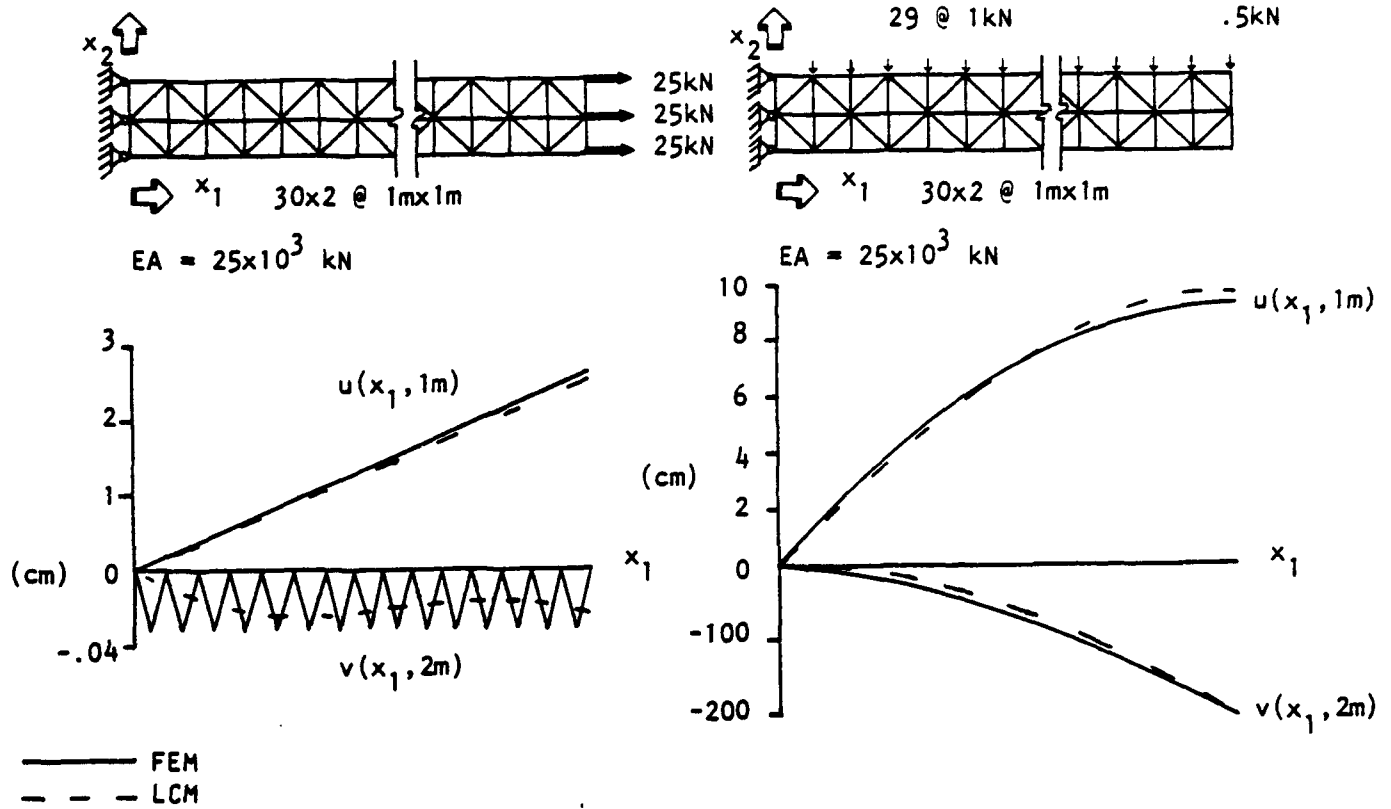 x2
25kN
25kN
25kN
x1 30x2 @ 1mx1m
EA = 25x10^3 kN
3
2
1
0
-.04
(cm)
u(x1,1m)
x1
v(x1,2m)
29 @ 1kN .5kN
x2
x1 30x2 @ 1mx1m
EA = 25x10^3 kN
10
8
6
4
2
0
-100
-200
(cm)
u(x1,1m)
x1
v(x1,2m)
FEM
LCM